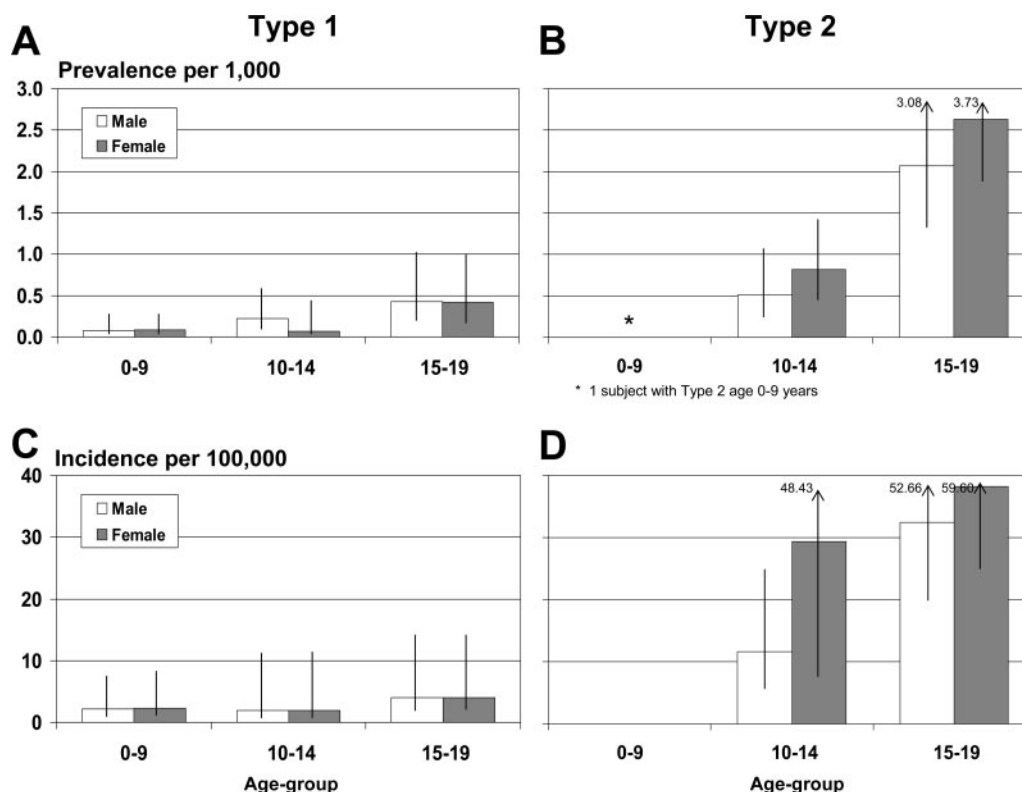 A
Type 1
B
Type 2
Prevalence per 1,000
3.0
2.5
2.0
1.5
1.0
0.5
0.0
Male
Female
3.08
3.73
*
0-9
10-14
15-19
0-9
10-14
15-19
* 1 subject with Type 2 age 0-9 years
C
D
Incidence per 100,000
40
30
20
10
0
Male
Female
48.43
52.66
59.60
0-9
10-14
15-19
0-9
10-14
15-19
Age-group
Age-group